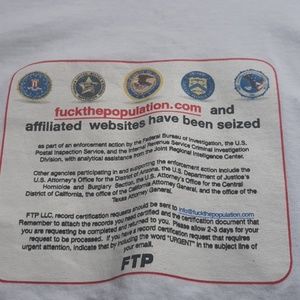 fuckthepopulation.com and
affiliated websites have been seized
as part of an enforcement action by the Federal Bureau of Investigation, the U.S.
Postal Inspection Service, and the Internal Revenue Service Criminal Investigation
Division, with analytical assistance from the Joint Regional Intelligence Center.
Other agencies participating in and supporting the enforcement action include the
U.S. Attorney's Office for the District of Arizona, the U.S. Department of Justice's
Homicide and Burglary Section, the U.S. Attorney's Office for the Central
District of California, the office of the California Attorney General, and the office of the
Texas Attorney General.
FTP LLC. record certification requests should be sent to info@fuckthepopulation.com
Remember to attach the records you need certified and the certification document that
you are requesting be completed and returned to you. Please allow 2-3 days for your
request to be processed. If you have a record certification request that requires
urgent attention, indicate that by including the word "URGENT" in the subject line of
your email.
FTP